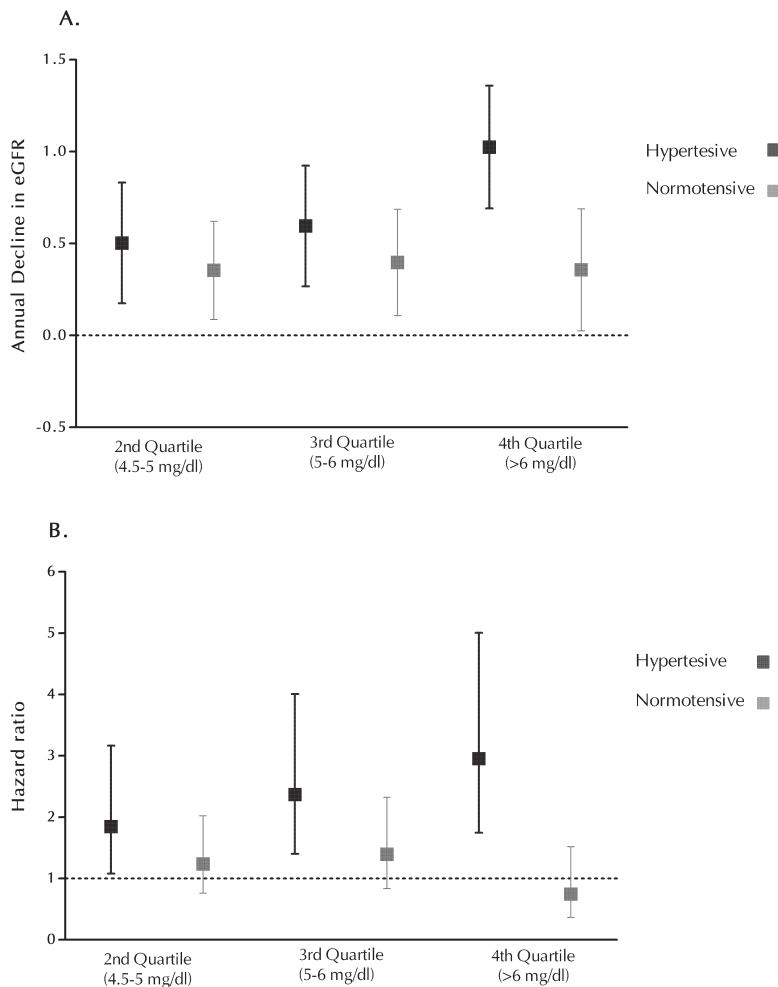 A.
1.5
1.0
0.5
0.0
-0.5
Annual Decline in eGFR
Hypertesive
Normotensive
2nd Quartile
(4.5-5 mg/dl)
3rd Quartile
(5-6 mg/dl)
4th Quartile
(>6 mg/dl)
B.
6
5
4
3
2
1
0
Hazard ratio
Hypertesive
Normotensive
2nd Quartile
(4.5-5 mg/dl)
3rd Quartile
(5-6 mg/dl)
4th Quartile
(>6 mg/dl)